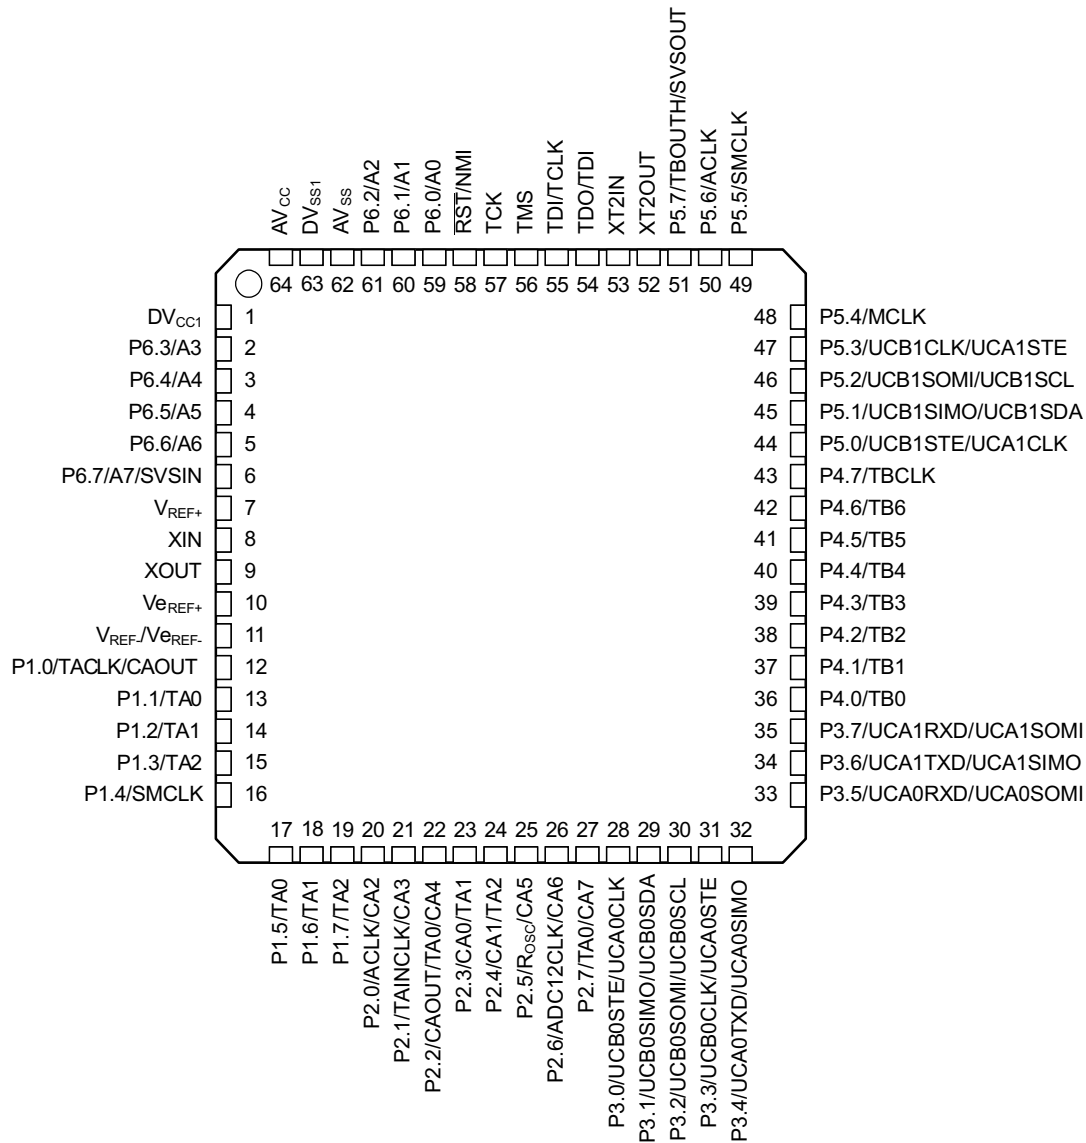 AVCC
DVSS1
AVSS
P6.2/A2
P6.1/A1
P6.0/A0
RST/NMI
TCK
TMS
TDI/TCLK
TDO/TDI
XT2IN
XT2OUT
P5.7/TBOUTH/SVSOUT
P5.6/ACLK
P5.5/SMCLK
64 63 62 61 60 59 58 57 56 55 54 53 52 51 50 49
DVCC1 1
P6.3/A3 2
P6.4/A4 3
P6.5/A5 4
P6.6/A6 5
P6.7/A7/SVSIN 6
VREF+ 7
XIN 8
XOUT 9
VeREF+ 10
VREF-/VeREF- 11
P1.0/TACLK/CAOUT 12
P1.1/TA0 13
P1.2/TA1 14
P1.3/TA2 15
P1.4/SMCLK 16
48 P5.4/MCLK
47 P5.3/UCB1CLK/UCA1STE
46 P5.2/UCB1SOMI/UCB1SCL
45 P5.1/UCB1SIMO/UCB1SDA
44 P5.0/UCB1STE/UCA1CLK
43 P4.7/TBCLK
42 P4.6/TB6
41 P4.5/TB5
40 P4.4/TB4
39 P4.3/TB3
38 P4.2/TB2
37 P4.1/TB1
36 P4.0/TB0
35 P3.7/UCA1RXD/UCA1SOMI
34 P3.6/UCA1TXD/UCA1SIMO
33 P3.5/UCA0RXD/UCA0SOMI
17 18 19 20 21 22 23 24 25 26 27 28 29 30 31 32
P1.5/TA0
P1.6/TA1
P1.7/TA2
P2.0/ACLK/CA2
P2.1/TAINCLK/CA3
P2.2/CAOUT/TA0/CA4
P2.3/CA0/TA1
P2.4/CA1/TA2
P2.5/ROSC/CA5
P2.6/ADC12CLK/CA6
P2.7/TA0/CA7
P3.0/UCB0STE/UCA0CLK
P3.1/UCB0SIMO/UCB0SDA
P3.2/UCB0SOMI/UCB0SCL
P3.3/UCB0CLK/UCA0STE
P3.4/UCA0TXD/UCA0SIMO